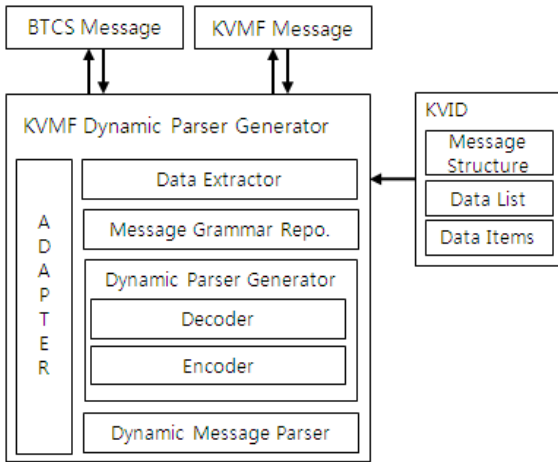 BTCS Message
KVMF Message
KVMF Dynamic Parser Generator
ADAPTER
Data Extractor
Message Grammar Repo.
Dynamic Parser Generator
Decoder
Encoder
Dynamic Message Parser
KVID
Message
Structure
Data List
Data Items